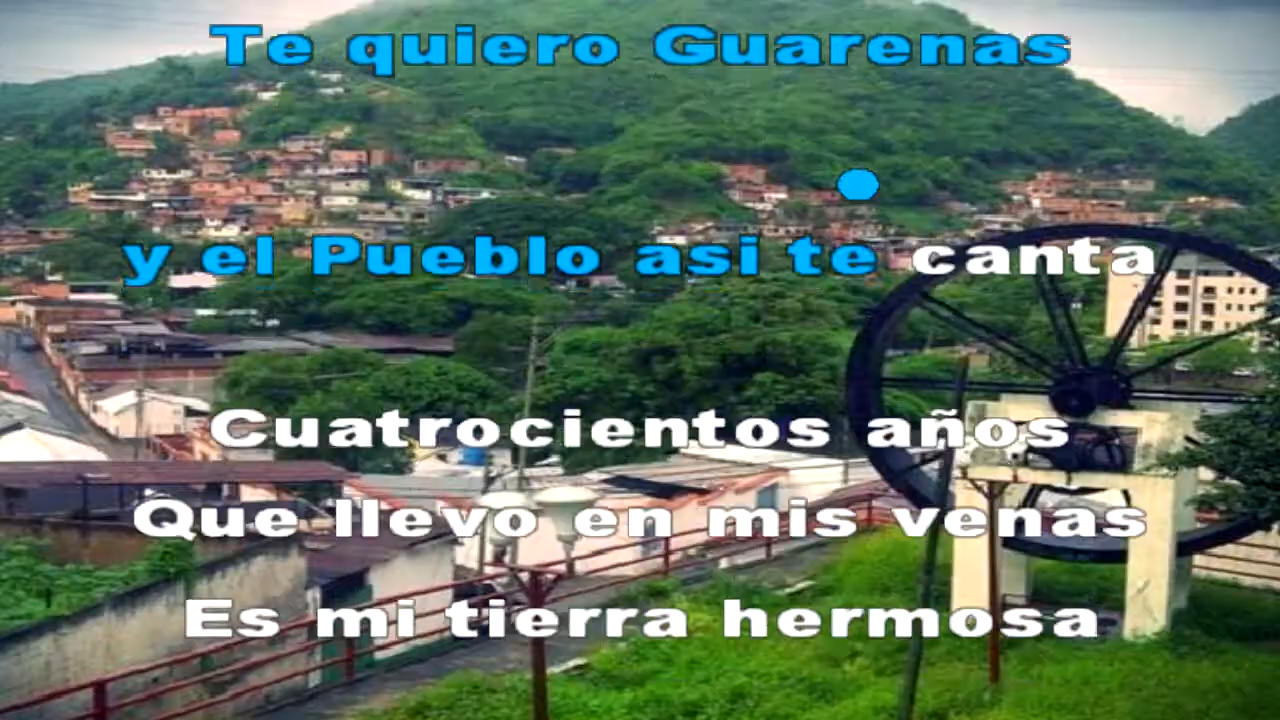 Te quiero Guarenas
y el Pueblo asi te canta
Cuatrocientos años
Que llevo en mis venas
Es mi tierra hermosa